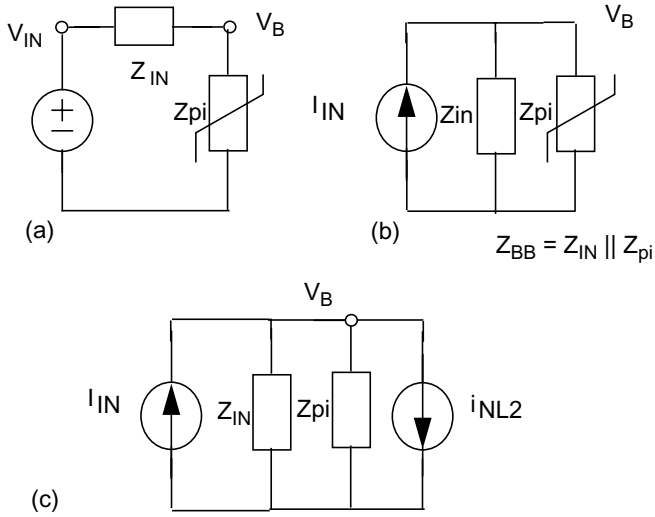 V_IN
Z_IN
V_B
+
−
Zpi
(a)
V_B
I_IN
Zin
Zpi
(b)
Z_BB = Z_IN || Z_pi
V_B
I_IN
Z_IN
Zpi
i_NL2
(c)